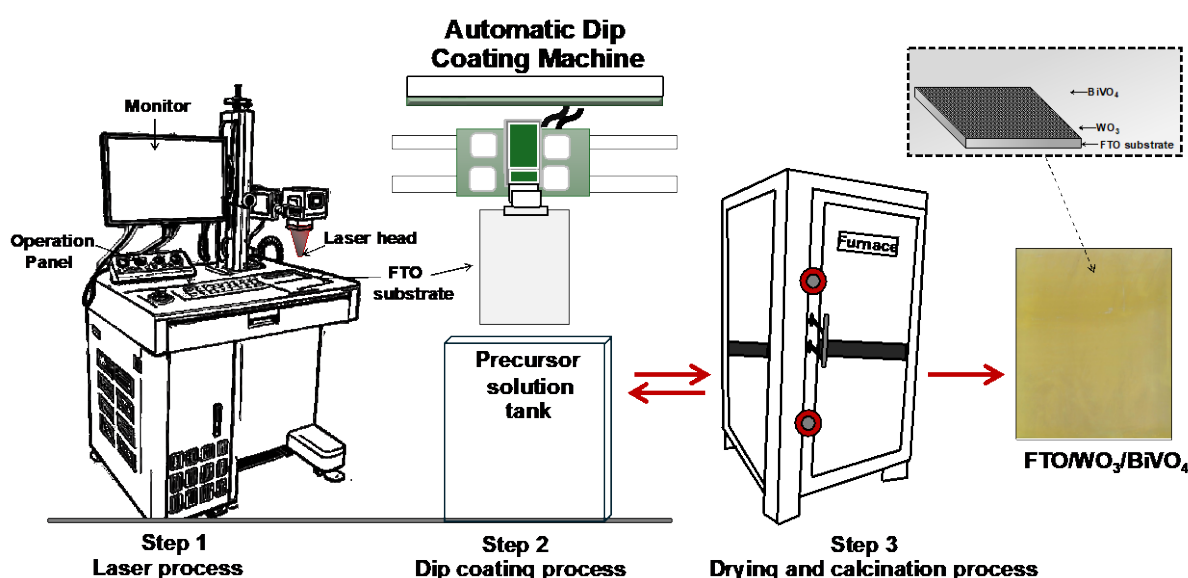 Automatic Dip
Coating Machine
Monitor
Operation
Panel
Laser head
FTO
substrate
Precursor
solution
tank
Furnace
BiVO₄
WO₃
FTO substrate
FTO/WO₃/BiVO₄
Step 1
Laser process
Step 2
Dip coating process
Step 3
Drying and calcination process